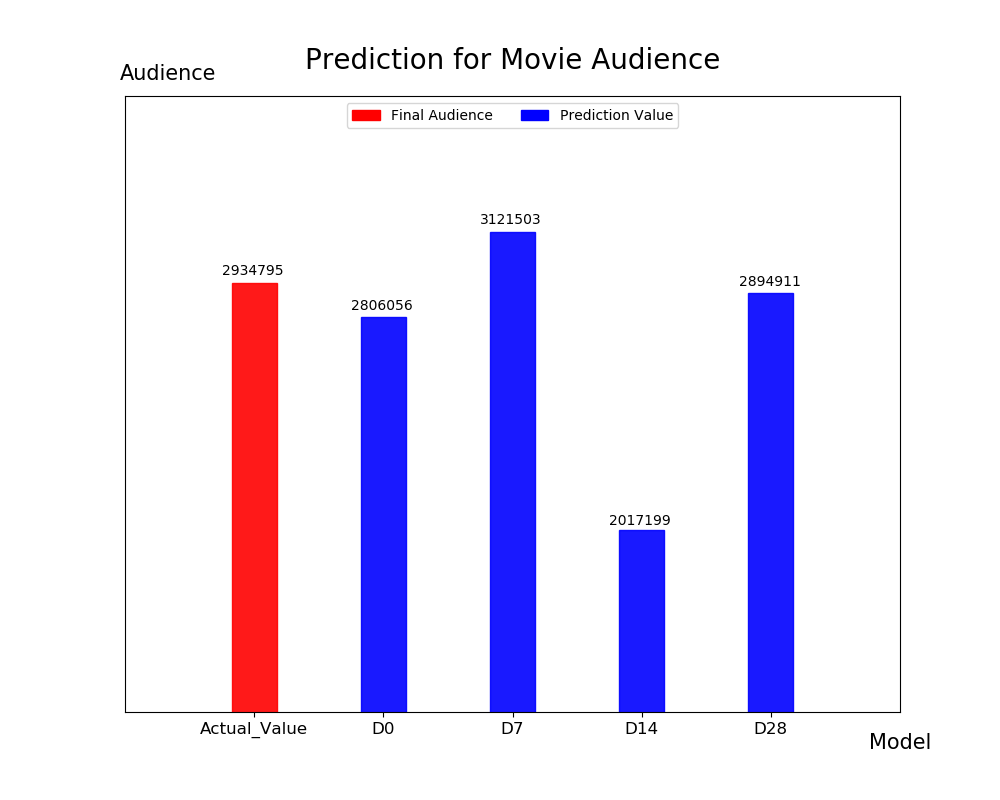 Prediction for Movie Audience
Audience
Final Audience
Prediction Value
3121503
2934795
2894911
2806056
2017199
Actual_Value
D0
D7
D14
D28
Model